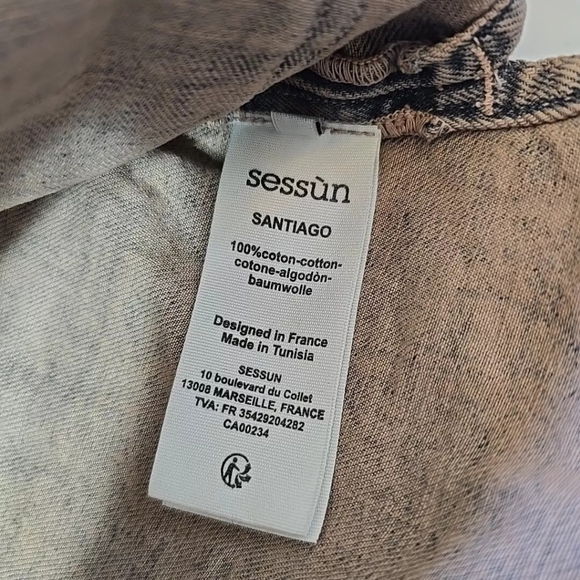 sessùn
SANTIAGO
100%coton-cotton-
cotone-algodòn-
baumwolle
Designed in France
Made in Tunisia
SESSUN
10 boulevard du Collet
13008 MARSEILLE, FRANCE
TVA: FR 35429204282
CA00234